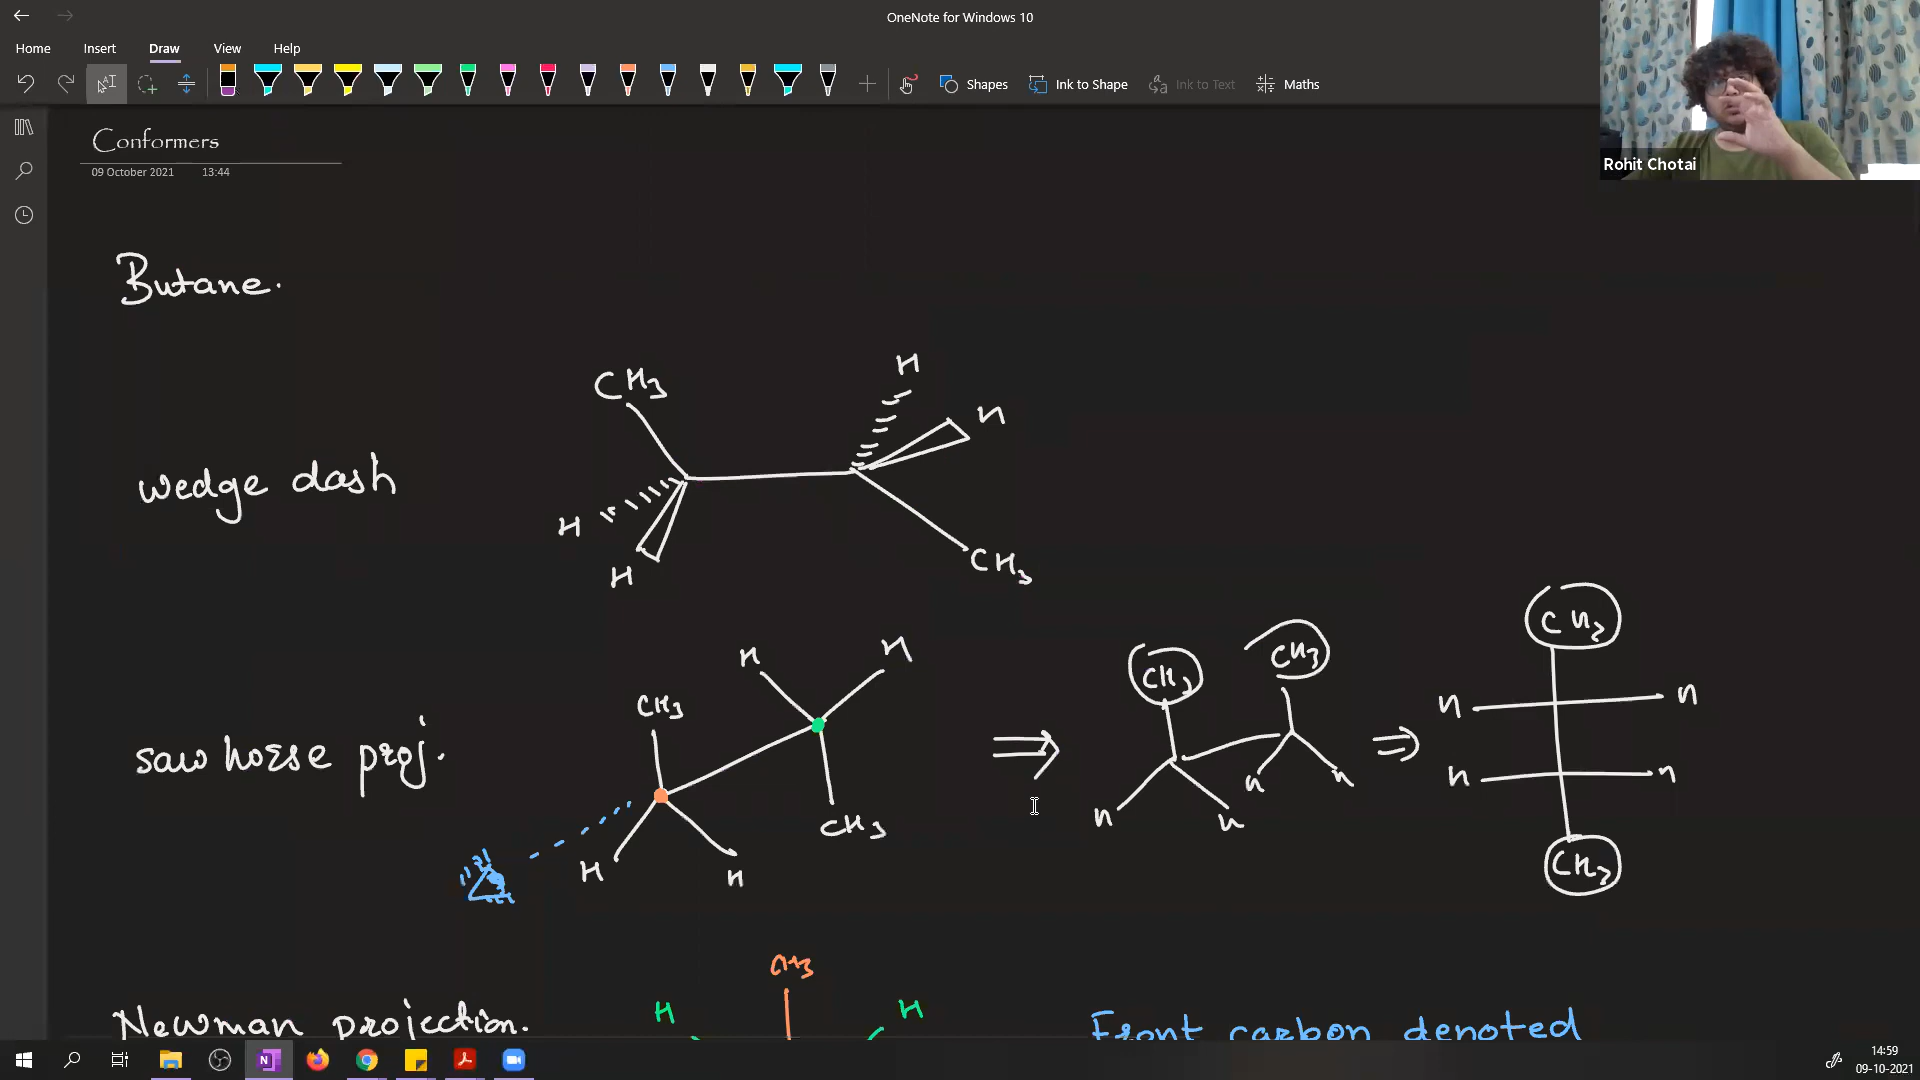 OneNote for Windows 10
Home Insert Draw View Help
Shapes Ink to Shape Ink to Text Maths
Rohit Chotai
Conformers
09 October 2021 13:44
Butane.
CH3 H H
wedge dash
H H CH3
CH3 H H
saw horse proj.
H H CH3
CH3 CH3
H H H H
CH3
H H
H H
CH3
CH3
H H
Newman projection.
Front carbon denoted
14:59
09-10-2021